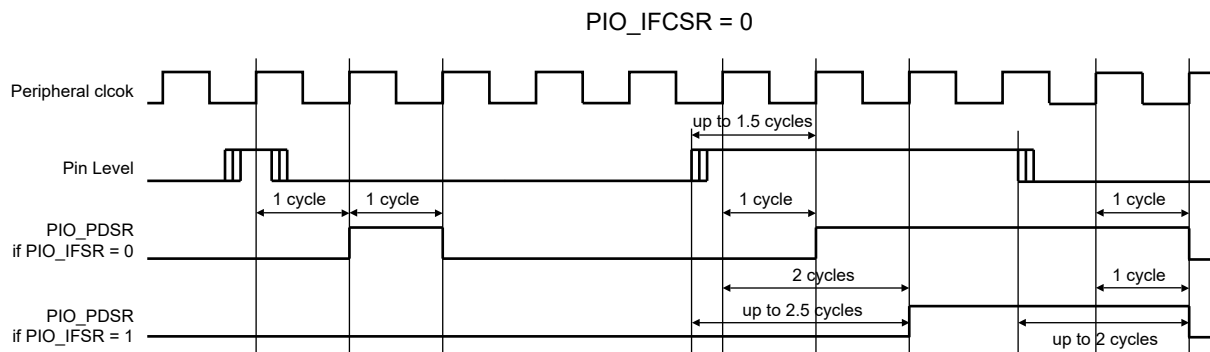 PIO_IFCSR = 0
Peripheral clcok
up to 1.5 cycles
Pin Level
1 cycle
1 cycle
1 cycle
1 cycle
PIO_PDSR
if PIO_IFSR = 0
2 cycles
1 cycle
PIO_PDSR
if PIO_IFSR = 1
up to 2.5 cycles
up to 2 cycles